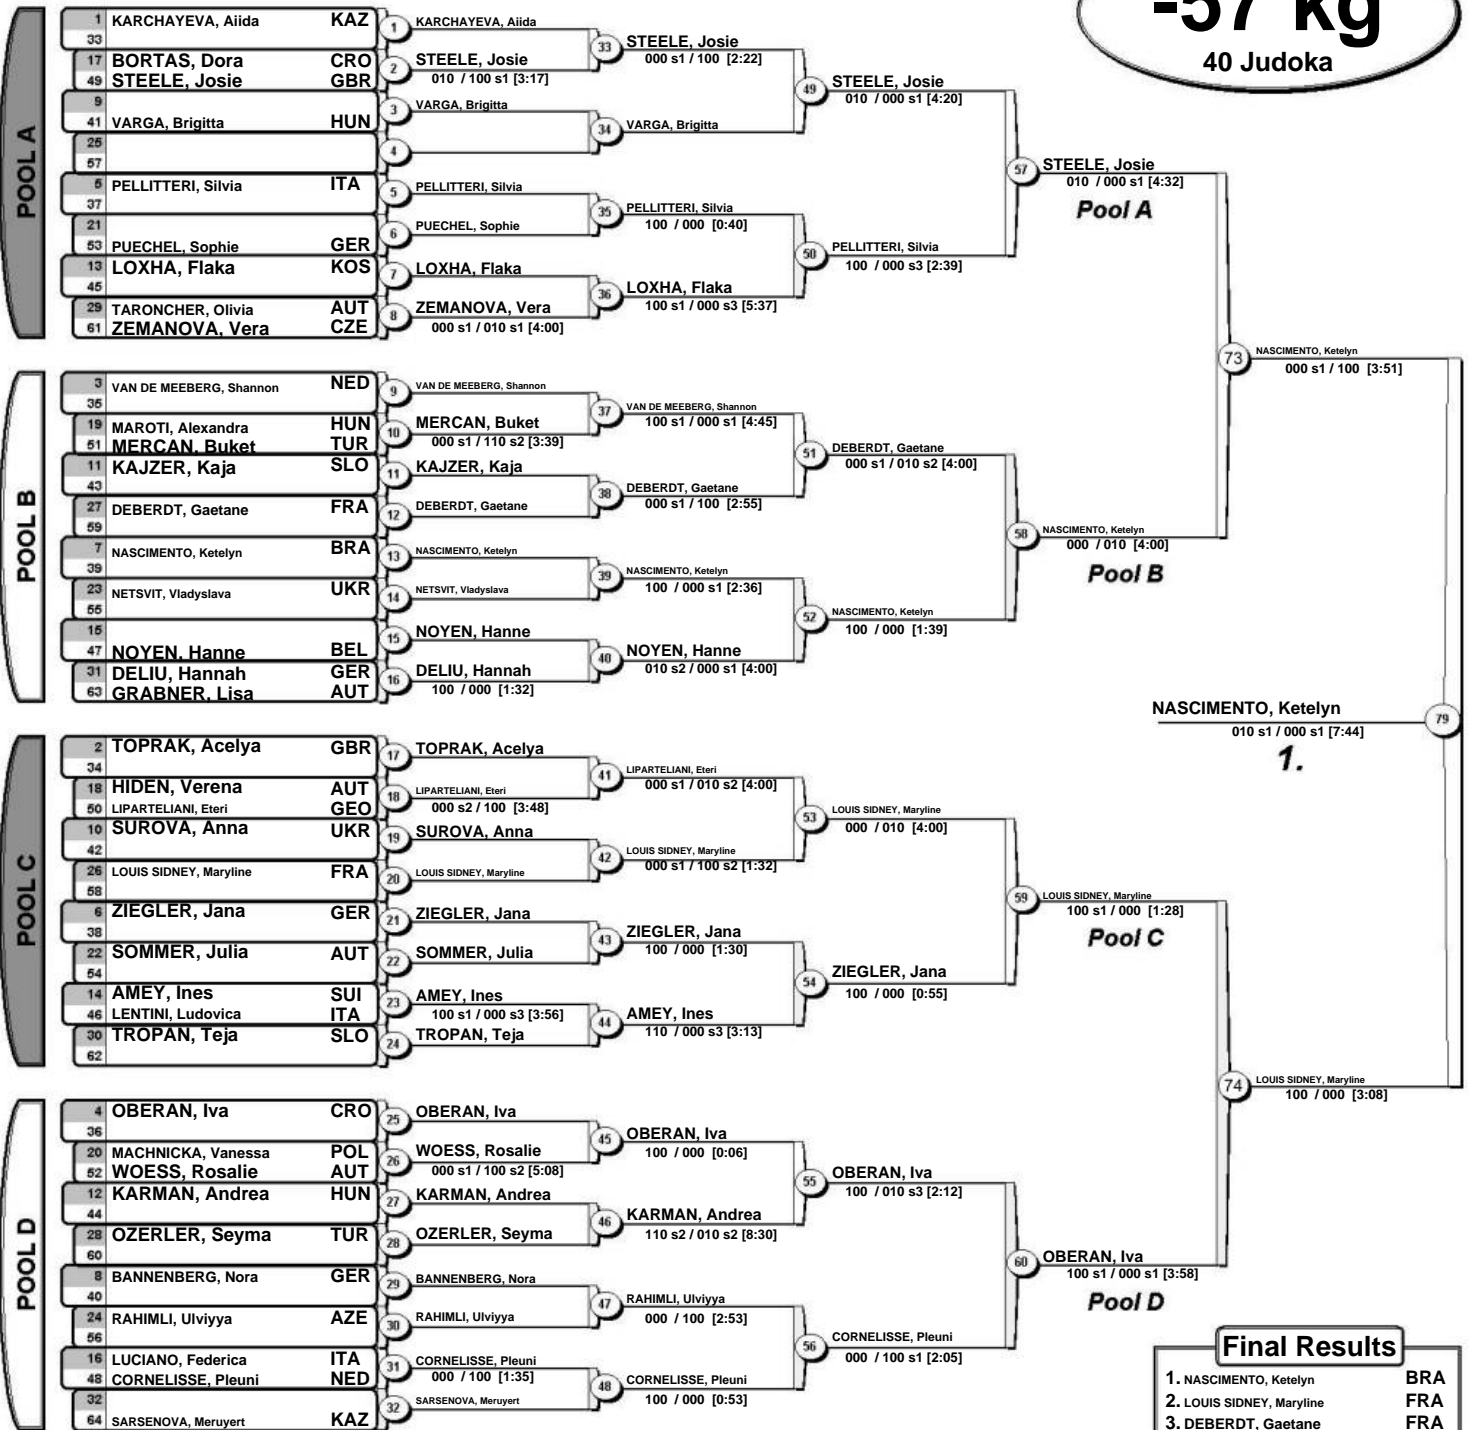 -57 kg
40 Judoka
POOL A
1 KARCHAYEVA, Aiida KAZ
33
17 BORTAS, Dora CRO
49 STEELE, Josie GBR
9
41 VARGA, Brigitta HUN
25
57
5 PELLITTERI, Silvia ITA
37
21
53 PUECHEL, Sophie GER
13 LOXHA, Flaka KOS
45
29 TARONCHER, Olivia AUT
61 ZEMANOVA, Vera CZE
1 KARCHAYEVA, Aiida
2 STEELE, Josie
010 / 100 s1 [3:17]
3 VARGA, Brigitta
4
5 PELLITTERI, Silvia
6 PUECHEL, Sophie
7 LOXHA, Flaka
8 ZEMANOVA, Vera
000 s1 / 010 s1 [4:00]
33 STEELE, Josie
000 s1 / 100 [2:22]
34 VARGA, Brigitta
35 PELLITTERI, Silvia
100 / 000 [0:40]
36 LOXHA, Flaka
100 s1 / 000 s3 [5:37]
49 STEELE, Josie
010 / 000 s1 [4:20]
50 PELLITTERI, Silvia
100 / 000 s3 [2:39]
57 STEELE, Josie
010 / 000 s1 [4:32]
Pool A
POOL B
3 VAN DE MEEBERG, Shannon NED
35
19 MAROTI, Alexandra HUN
51 MERCAN, Buket TUR
11 KAJZER, Kaja SLO
43
27 DEBERDT, Gaetane FRA
59
7 NASCIMENTO, Ketelyn BRA
39
23 NETSVIT, Vladyslava UKR
55
15
47 NOYEN, Hanne BEL
31 DELIU, Hannah GER
63 GRABNER, Lisa AUT
9 VAN DE MEEBERG, Shannon
10 MERCAN, Buket
000 s1 / 110 s2 [3:39]
11 KAJZER, Kaja
12 DEBERDT, Gaetane
13 NASCIMENTO, Ketelyn
14 NETSVIT, Vladyslava
15 NOYEN, Hanne
16 DELIU, Hannah
100 / 000 [1:32]
37 VAN DE MEEBERG, Shannon
100 s1 / 000 s1 [4:45]
38 DEBERDT, Gaetane
000 s1 / 100 [2:55]
39 NASCIMENTO, Ketelyn
100 / 000 s1 [2:36]
40 NOYEN, Hanne
010 s2 / 000 s1 [4:00]
51 DEBERDT, Gaetane
000 s1 / 010 s2 [4:00]
52 NASCIMENTO, Ketelyn
100 / 000 [1:39]
58 NASCIMENTO, Ketelyn
000 / 010 [4:00]
Pool B
73 NASCIMENTO, Ketelyn
000 s1 / 100 [3:51]
NASCIMENTO, Ketelyn 79
010 s1 / 000 s1 [7:44]
1.
POOL C
2 TOPRAK, Acelya GBR
34
18 HIDEN, Verena AUT
50 LIPARTELIANI, Eteri GEO
10 SUROVA, Anna UKR
42
26 LOUIS SIDNEY, Maryline FRA
58
6 ZIEGLER, Jana GER
38
22 SOMMER, Julia AUT
54
14 AMEY, Ines SUI
46 LENTINI, Ludovica ITA
30 TROPAN, Teja SLO
62
17 TOPRAK, Acelya
18 LIPARTELIANI, Eteri
000 s2 / 100 [3:48]
19 SUROVA, Anna
20 LOUIS SIDNEY, Maryline
21 ZIEGLER, Jana
22 SOMMER, Julia
23 AMEY, Ines
100 s1 / 000 s3 [3:56]
24 TROPAN, Teja
41 LIPARTELIANI, Eteri
000 s1 / 010 s2 [4:00]
42 LOUIS SIDNEY, Maryline
000 s1 / 100 s2 [1:32]
43 ZIEGLER, Jana
100 / 000 [1:30]
44 AMEY, Ines
110 / 000 s3 [3:13]
53 LOUIS SIDNEY, Maryline
000 / 010 [4:00]
54 ZIEGLER, Jana
100 / 000 [0:55]
59 LOUIS SIDNEY, Maryline
100 s1 / 000 [1:28]
Pool C
74 LOUIS SIDNEY, Maryline
100 / 000 [3:08]
POOL D
4 OBERAN, Iva CRO
36
20 MACHNICKA, Vanessa POL
52 WOESS, Rosalie AUT
12 KARMAN, Andrea HUN
44
28 OZERLER, Seyma TUR
60
8 BANNENBERG, Nora GER
40
24 RAHIMLI, Ulviyya AZE
56
16 LUCIANO, Federica ITA
48 CORNELISSE, Pleuni NED
32
64 SARSENOVA, Meruyert KAZ
25 OBERAN, Iva
26 WOESS, Rosalie
000 s1 / 100 s2 [5:08]
27 KARMAN, Andrea
28 OZERLER, Seyma
29 BANNENBERG, Nora
30 RAHIMLI, Ulviyya
31 CORNELISSE, Pleuni
000 / 100 [1:35]
32 SARSENOVA, Meruyert
45 OBERAN, Iva
100 / 000 [0:06]
46 KARMAN, Andrea
110 s2 / 010 s2 [8:30]
47 RAHIMLI, Ulviyya
000 / 100 [2:53]
48 CORNELISSE, Pleuni
100 / 000 [0:53]
55 OBERAN, Iva
100 / 010 s3 [2:12]
56 CORNELISSE, Pleuni
000 / 100 s1 [2:05]
60 OBERAN, Iva
100 s1 / 000 s1 [3:58]
Pool D
Final Results
1. NASCIMENTO, Ketelyn BRA
2. LOUIS SIDNEY, Maryline FRA
3. DEBERDT, Gaetane FRA